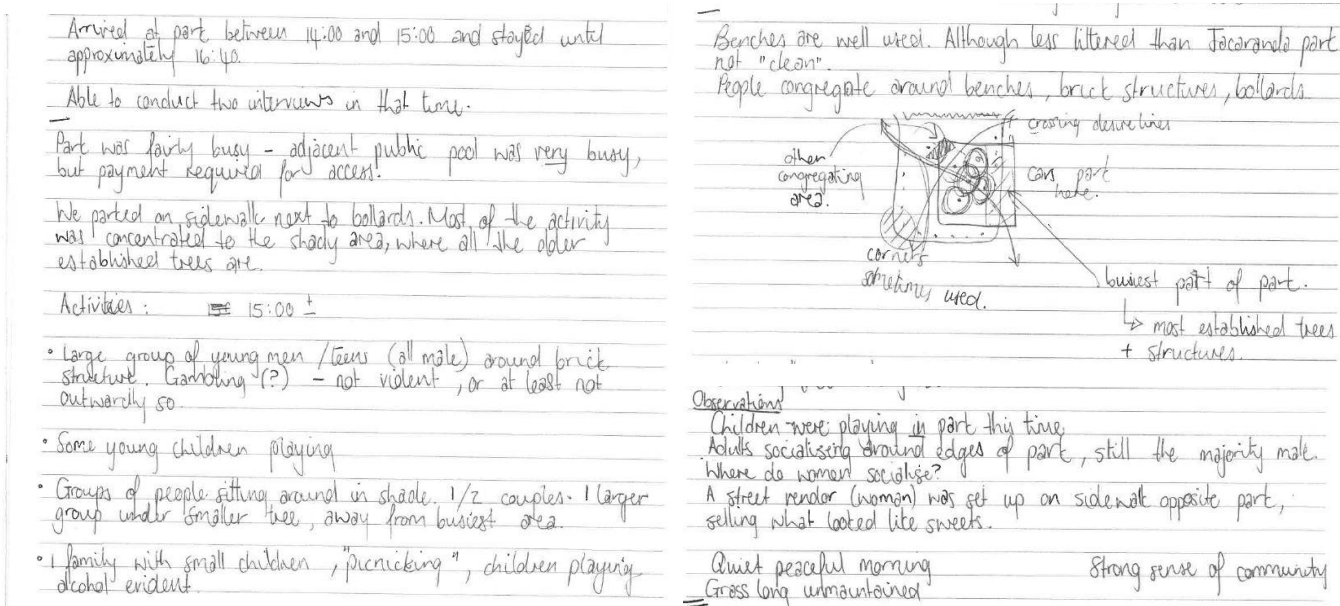 Arrived at park between 14:00 and 15:00 and stayed until
approximately 16:40.
Able to conduct two interviews in that time.
Park was fairly busy – adjacent public pool was very busy,
but payment required for access!
We parked on sidewalk next to bollards. Most of the activity
was concentrated to the shady area, where all the older
established trees are.
Activities: 15:00 ±
• Large group of young men / teens (all male) around brick
structure. Gambling (?) – not violent, or at least not
outwardly so.
• Some young children playing
• Groups of people sitting around in shade. 1/2 couples. 1 larger
group under smaller tree, away from busiest area.
• 1 family with small children, "picnicking", children playing,
alcohol evident.
Benches are well used. Although less littered than Jacaranda park
not "clean".
People congregate around benches, brick structures, bollards
crossing desire lines
other
congregating
area.
cars park
here.
corners
sometimes used.
busiest part of park.
↳ most established trees
+ structures.
Observations
Children were playing in park this time
Adults socialising around edges of park, still the majority male.
Where do women socialise?
A street vendor (woman) was set up on sidewalk opposite park,
selling what looked like sweets.
Quiet peaceful morning
Strong sense of community
Grass long unmaintained